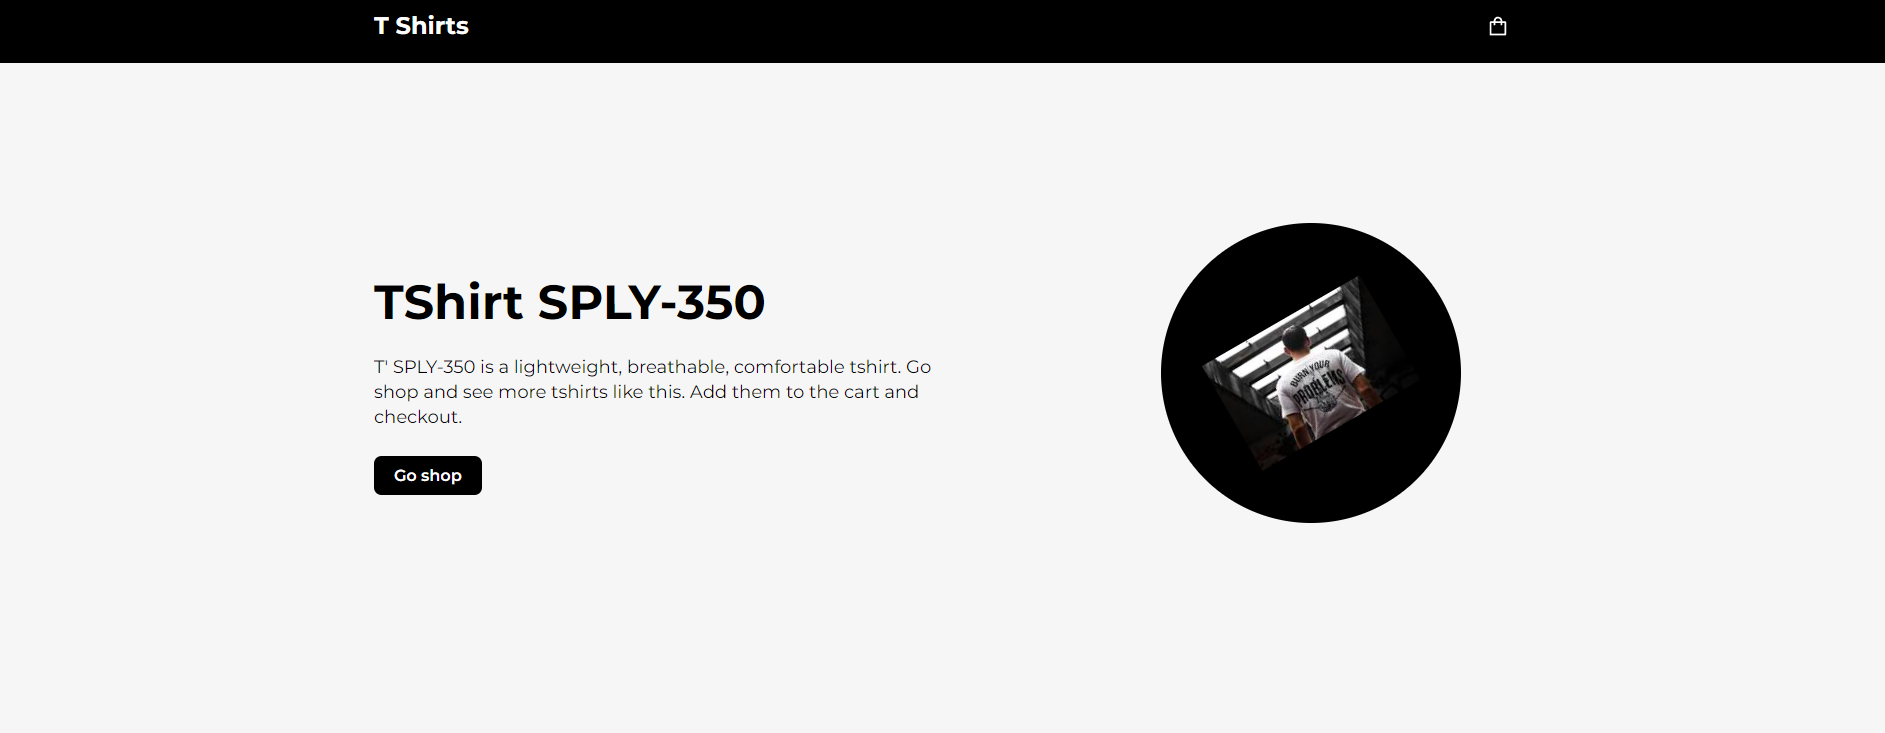 T Shirts
TShirt SPLY-350
T' SPLY-350 is a lightweight, breathable, comfortable tshirt. Go
shop and see more tshirts like this. Add them to the cart and
checkout.
Go shop
BURN YOUR
PROBLEMS